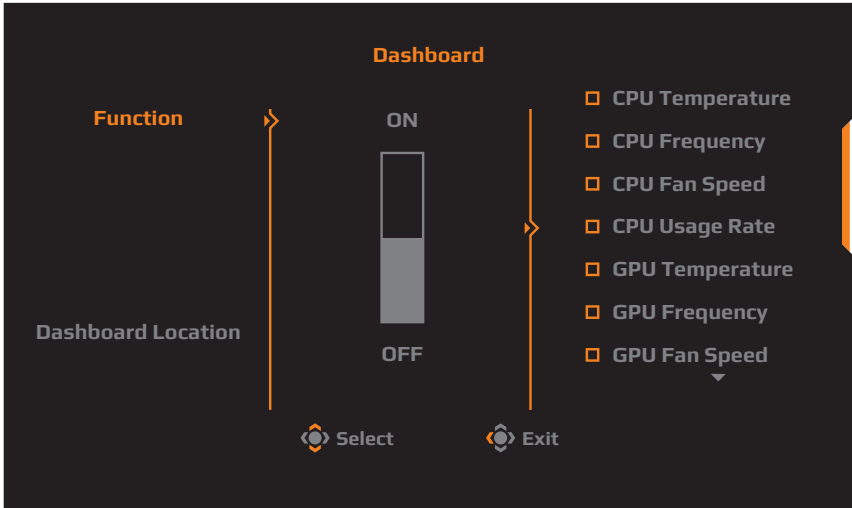 Dashboard
Function
ON
OFF
Dashboard Location
CPU Temperature
CPU Frequency
CPU Fan Speed
CPU Usage Rate
GPU Temperature
GPU Frequency
GPU Fan Speed
Select
Exit